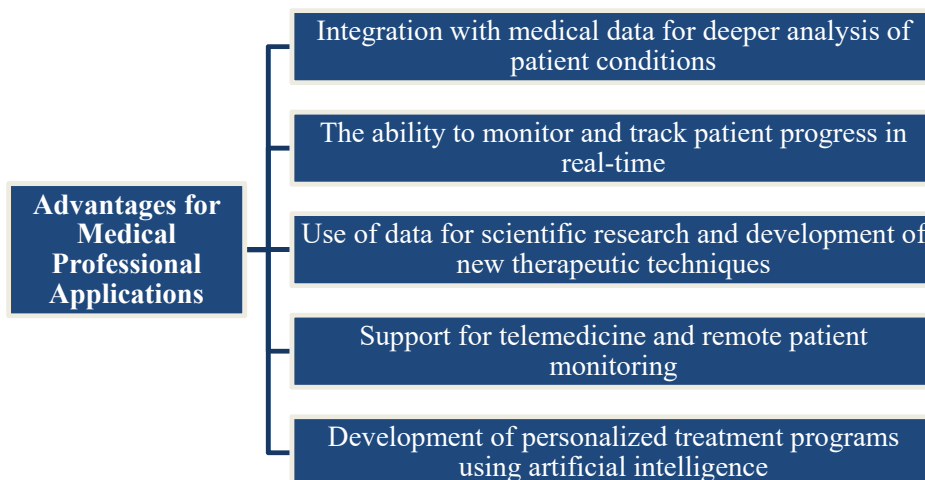 Integration with medical data for deeper analysis of
patient conditions
The ability to monitor and track patient progress in
real-time
Advantages for
Medical
Professional
Applications
Use of data for scientific research and development of
new therapeutic techniques
Support for telemedicine and remote patient
monitoring
Development of personalized treatment programs
using artificial intelligence